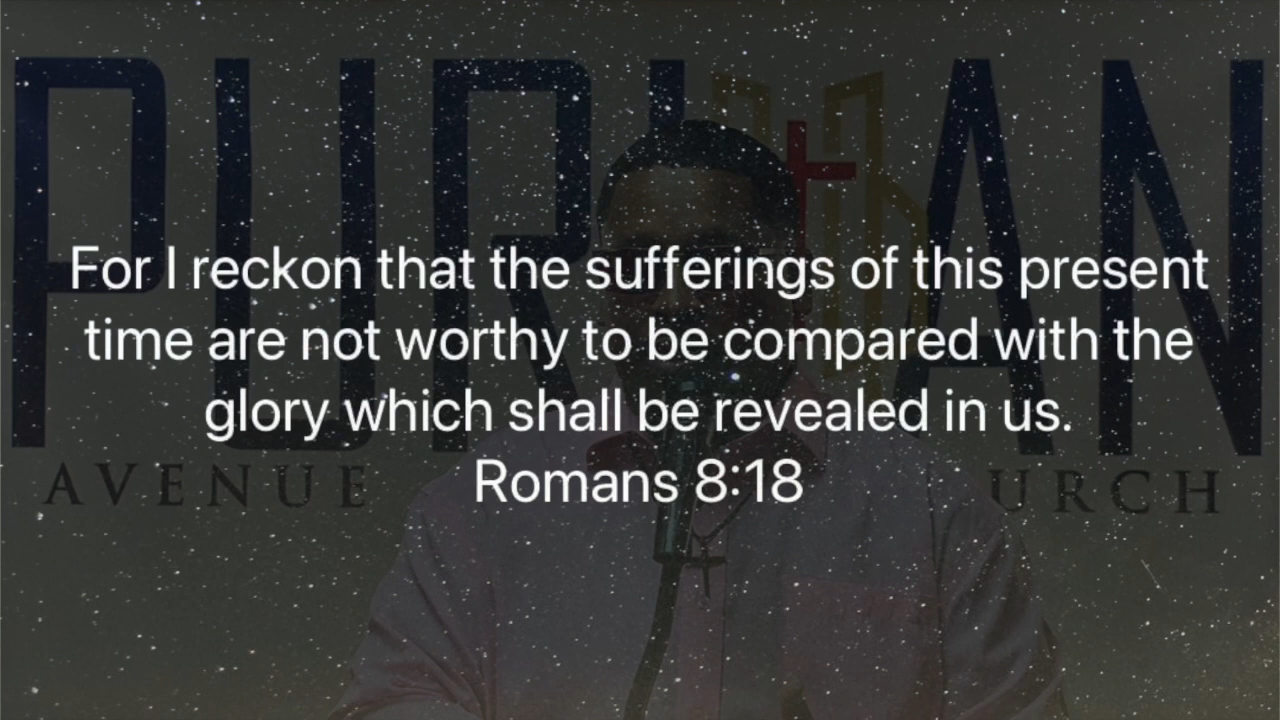 PURITAN
For I reckon that the sufferings of this present
time are not worthy to be compared with the
glory which shall be revealed in us.
Romans 8:18
AVENUE URCH